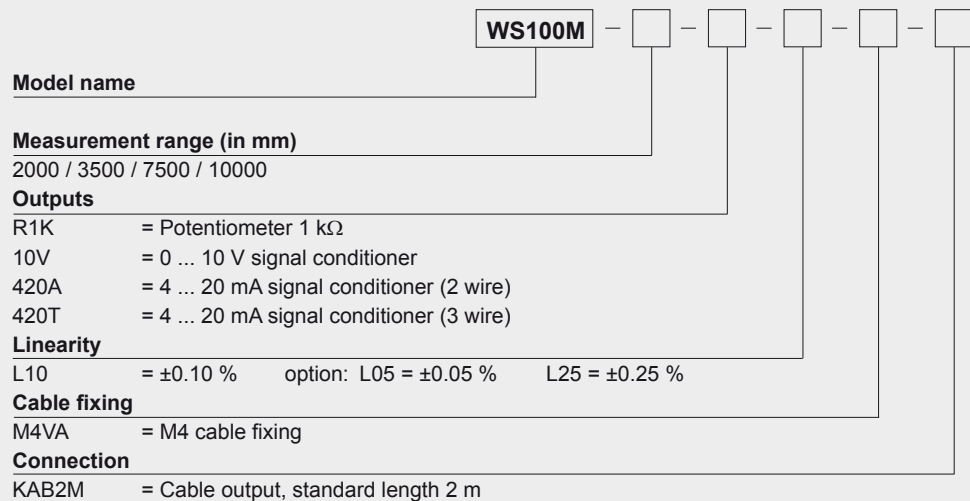 WS100M – – – – –
Model name
Measurement range (in mm)
2000 / 3500 / 7500 / 10000
Outputs
R1K = Potentiometer 1 kΩ
10V = 0 ... 10 V signal conditioner
420A = 4 ... 20 mA signal conditioner (2 wire)
420T = 4 ... 20 mA signal conditioner (3 wire)
Linearity
L10 = ±0.10 % option: L05 = ±0.05 % L25 = ±0.25 %
Cable fixing
M4VA = M4 cable fixing
Connection
KAB2M = Cable output, standard length 2 m